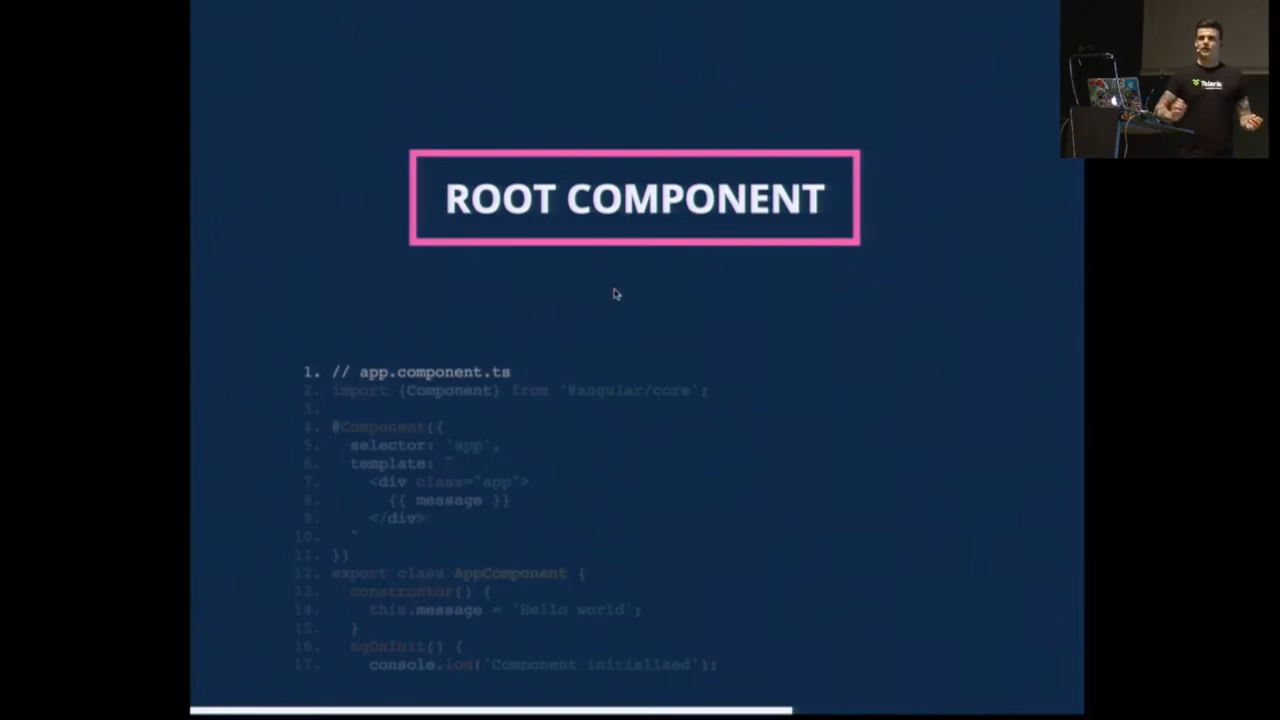 ROOT COMPONENT
1. // app.component.ts
2. import {Component} from '@angular/core';
3.
4. @Component({
5. selector: 'app',
6. template: `
7. <div class="app">
8. {{ message }}
9. </div>
10. `
11. })
12. export class AppComponent {
13. constructor() {
14. this.message = 'Hello world';
15. }
16. ngOnInit() {
17. console.log('Component initialised');
Telerik